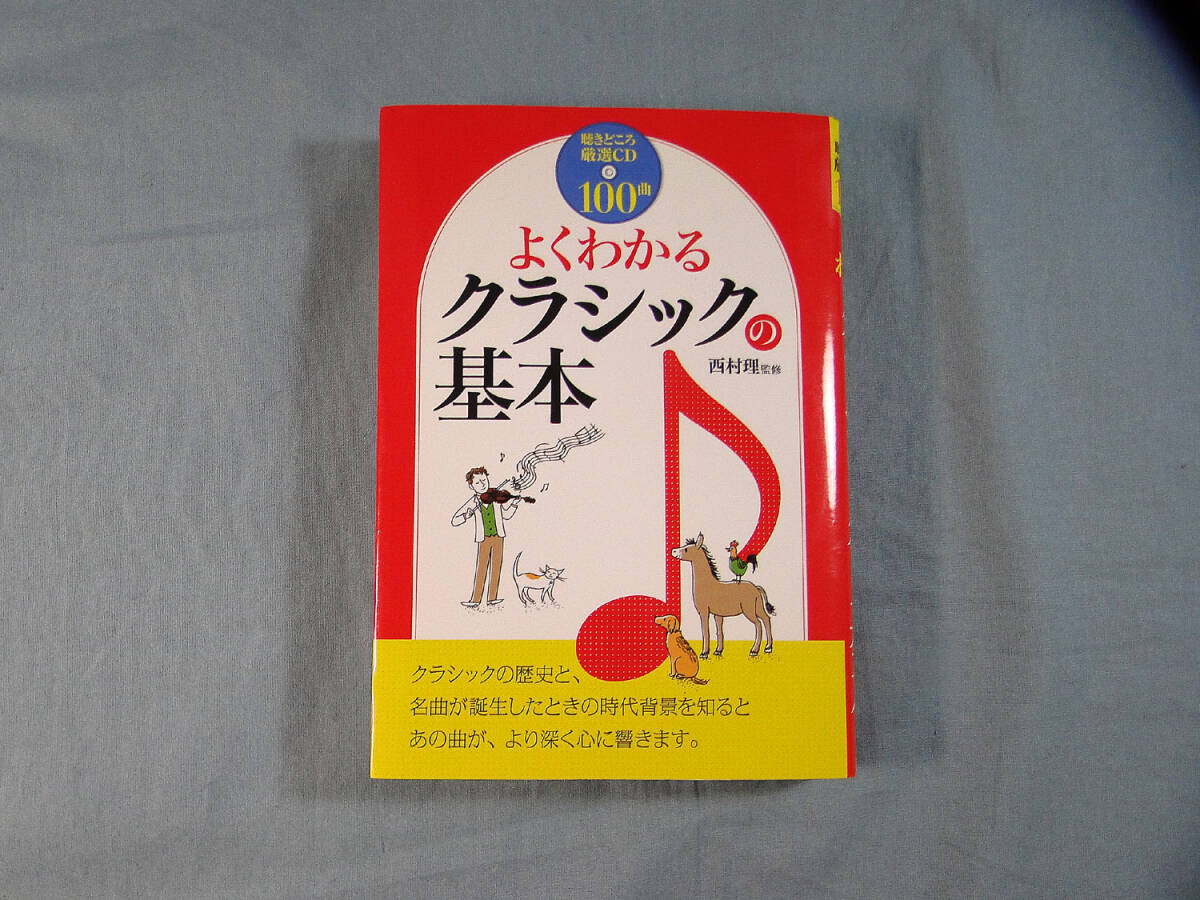 聴きどころ
厳選CD
100曲
よくわかる
クラシックの
基本
西村理監修
クラシックの歴史と、
名曲が誕生したときの時代背景を知ると
あの曲が、より深く心に響きます。